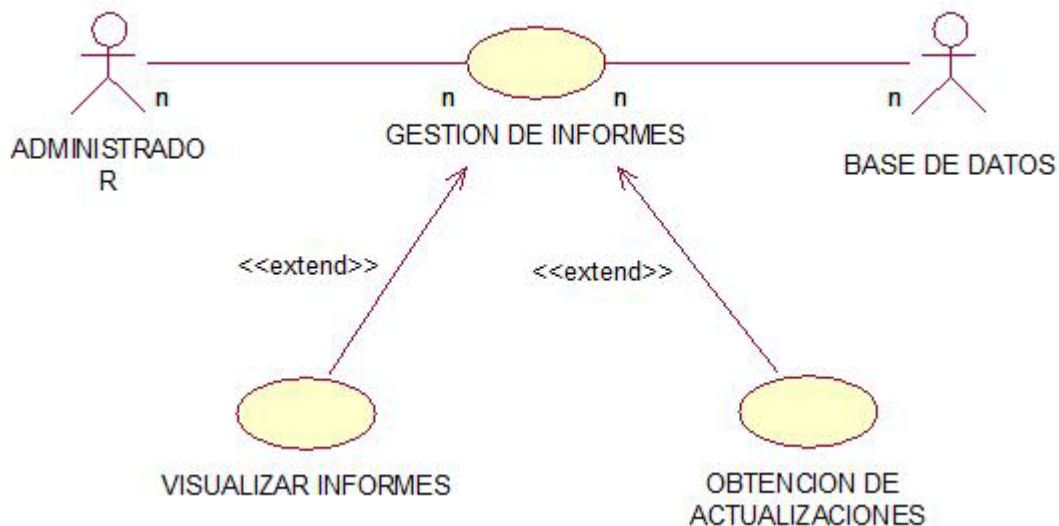 n
n
n
n
ADMINISTRADO
R
GESTION DE INFORMES
BASE DE DATOS
<<extend>>
<<extend>>
VISUALIZAR INFORMES
OBTENCION DE
ACTUALIZACIONES